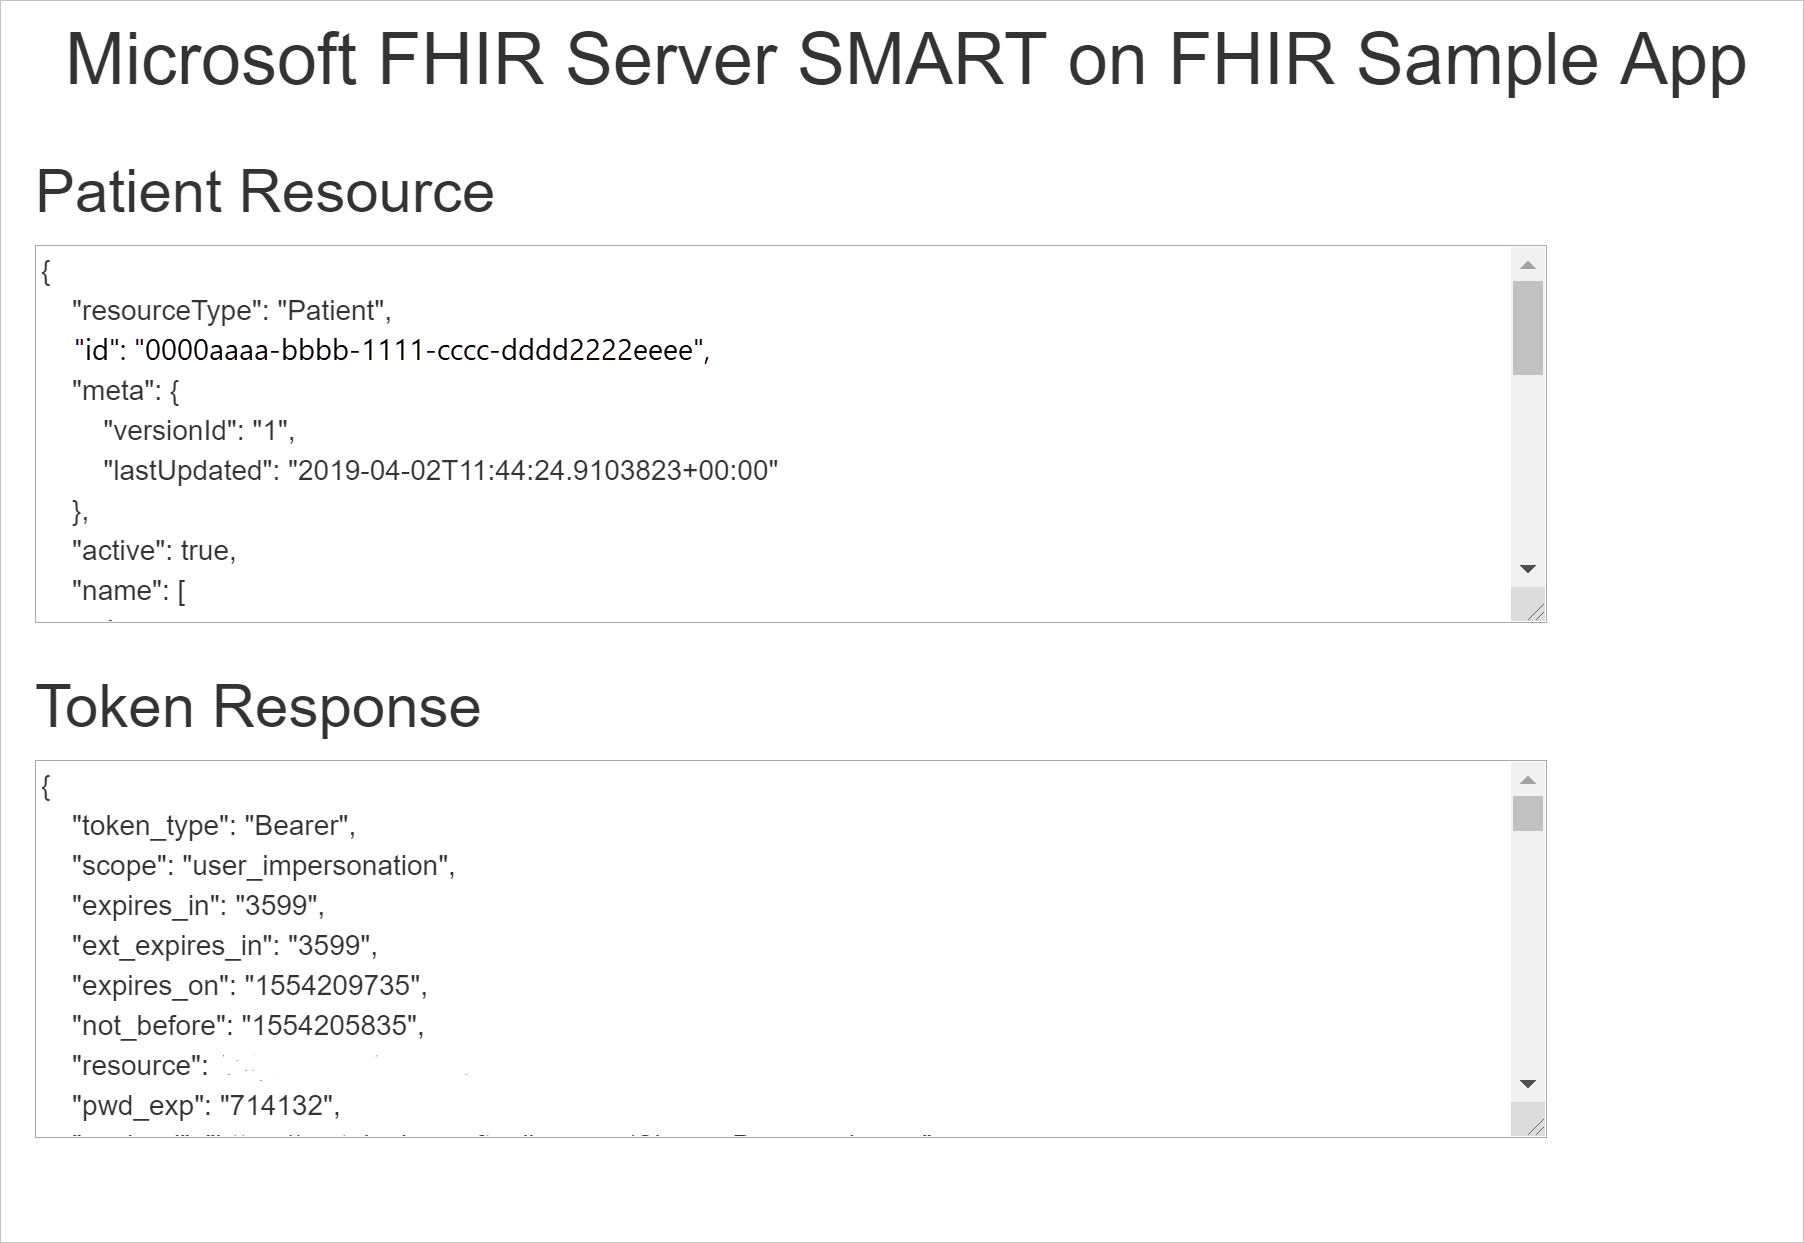 Microsoft FHIR Server SMART on FHIR Sample App
Patient Resource
{
"resourceType": "Patient",
"id": "0000aaaa-bbbb-1111-cccc-dddd2222eeee",
"meta": {
"versionId": "1",
"lastUpdated": "2019-04-02T11:44:24.9103823+00:00"
},
"active": true,
"name": [
Token Response
{
"token_type": "Bearer",
"scope": "user_impersonation",
"expires_in": "3599",
"ext_expires_in": "3599",
"expires_on": "1554209735",
"not_before": "1554205835",
"resource":
"pwd_exp": "714132",